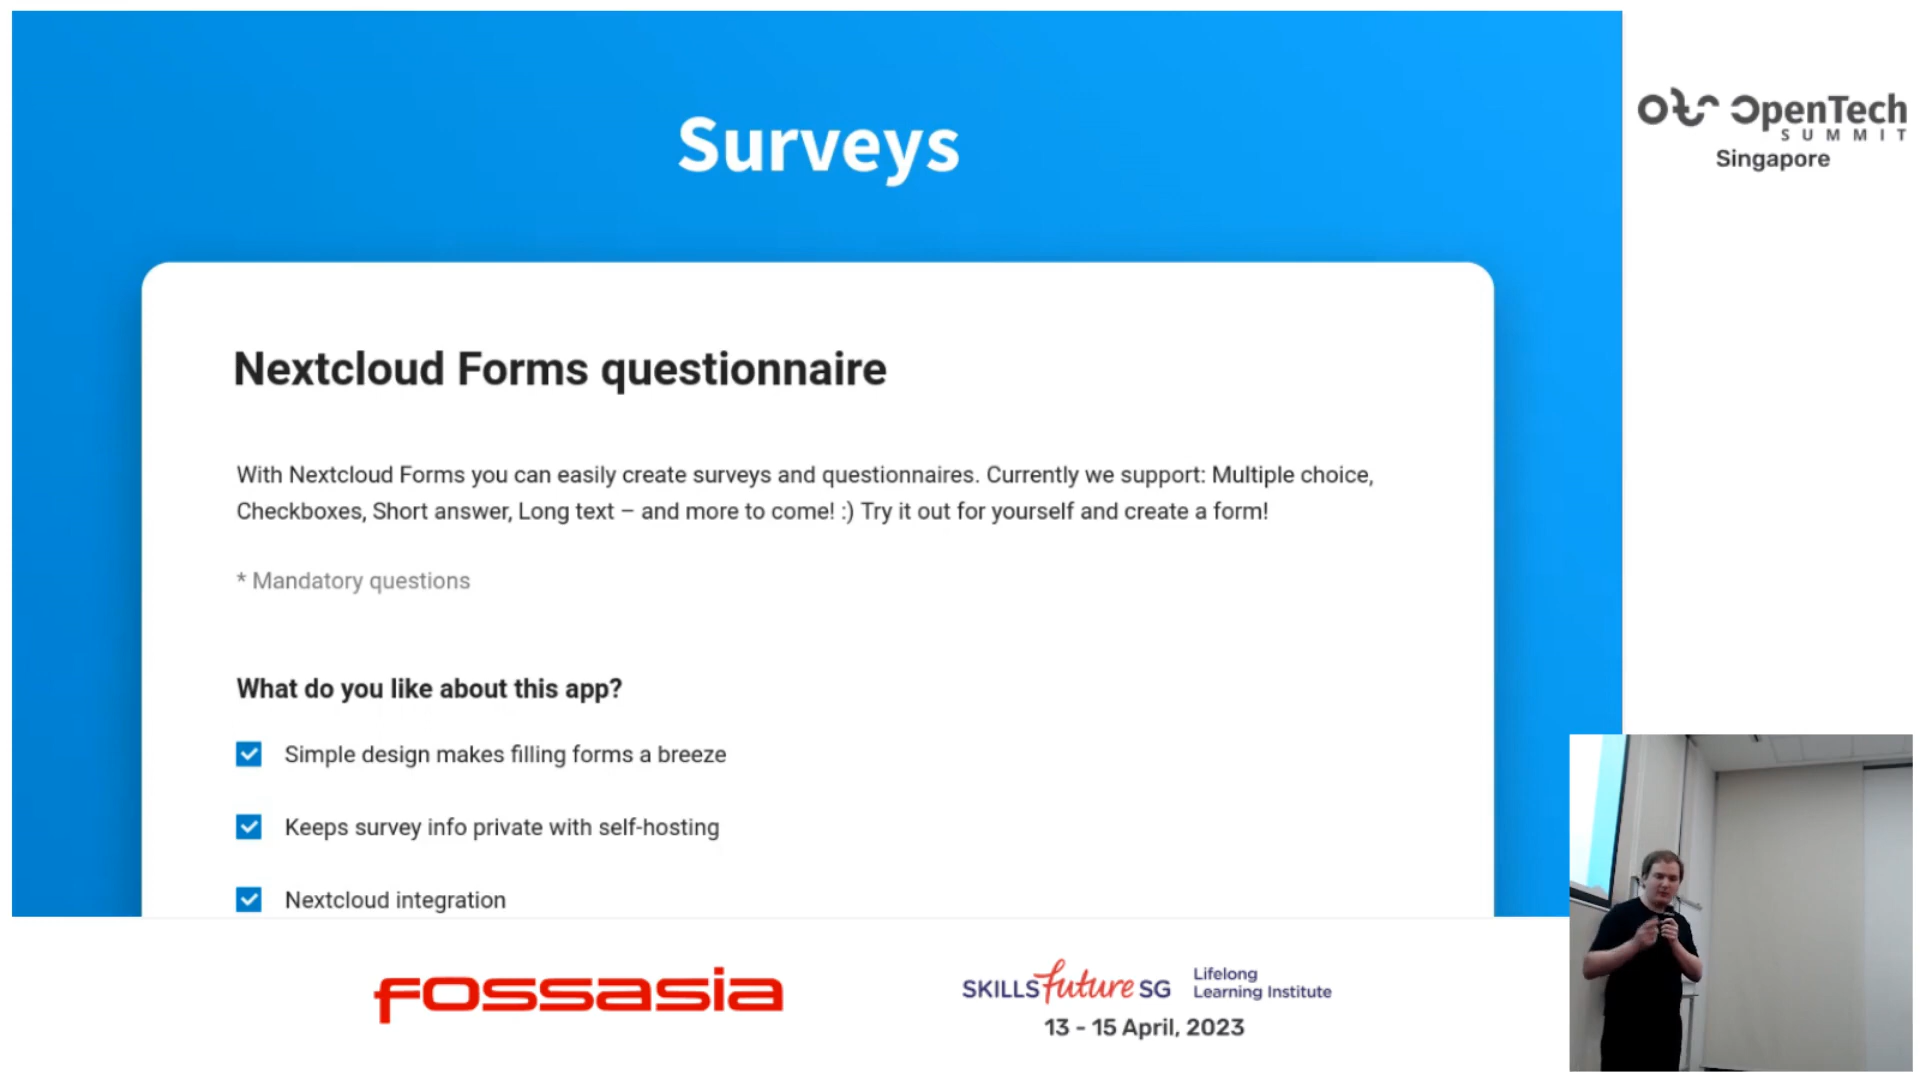 Surveys
OpenTech
SUMMIT
Singapore
Nextcloud Forms questionnaire
With Nextcloud Forms you can easily create surveys and questionnaires. Currently we support: Multiple choice,
Checkboxes, Short answer, Long text – and more to come! :) Try it out for yourself and create a form!
* Mandatory questions
What do you like about this app?
Simple design makes filling forms a breeze
Keeps survey info private with self-hosting
Nextcloud integration
fossasia
SKILLSfuture SG
Lifelong
Learning Institute
13 - 15 April, 2023